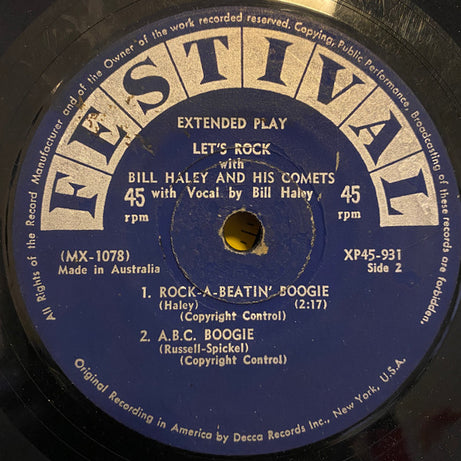 All Rights of the Record Manufacturer and of the Owner of the work recorded reserved. Copying, Public Performance, Broadcasting of these records are forbidden.
FESTIVAL
EXTENDED PLAY
LET'S ROCK
with
BILL HALEY AND HIS COMETS
45 with Vocal by Bill Haley 45
rpm rpm
(MX-1078) XP45-931
Made in Australia Side 2
1. ROCK-A-BEATIN' BOOGIE
(Haley) (2:17)
(Copyright Control)
2. A.B.C. BOOGIE
(Russell-Spickel)
(Copyright Control)
Original Recording in America by Decca Records Inc., New York, U.S.A.